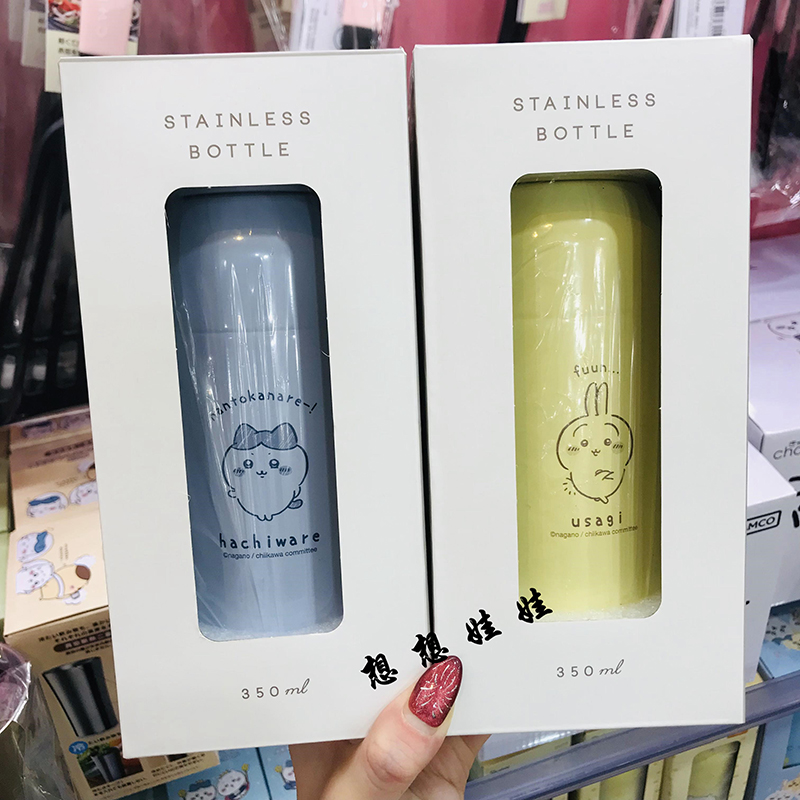 STAINLESS
BOTTLE
nantokanare-!
hachiware
©nagano / chiikawa committee
350ml
STAINLESS
BOTTLE
fuun...
usagi
©nagano / chiikawa committee
350ml
想想娃娃